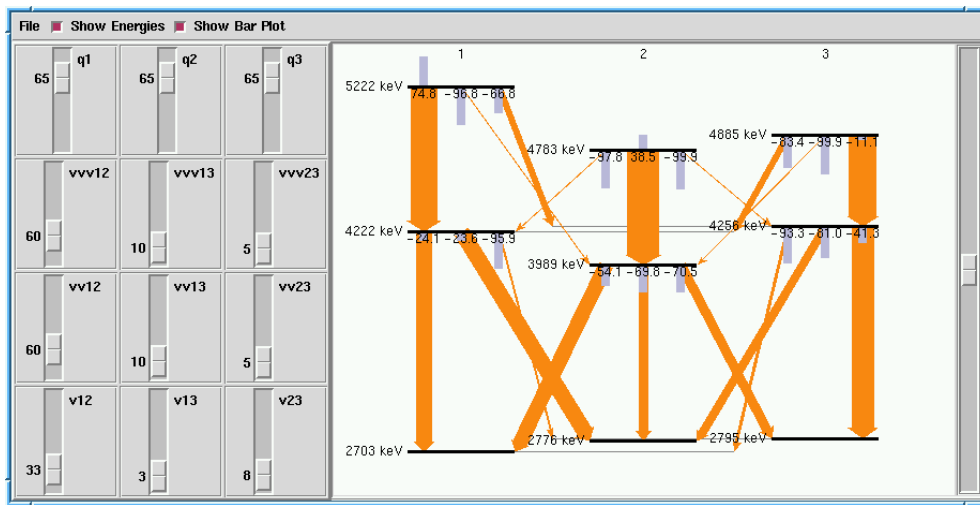 File Show Energies Show Bar Plot
q1 q2 q3
65 65 65
vvv12 vvv13 vvv23
60 10 5
vv12 vv13 vv23
60 10 5
v12 v13 v23
33 3 8
1 2 3
5222 keV
74.8 -96.8 -66.8
4885 keV
-83.4 -99.9 -11.1
4783 keV
-97.8 38.5 -99.9
4256 keV
-93.3 -81.0 -41.3
4222 keV
-24.1 -23.6 -95.9
3989 keV
-54.1 -69.8 -70.5
2795 keV
2776 keV
2703 keV